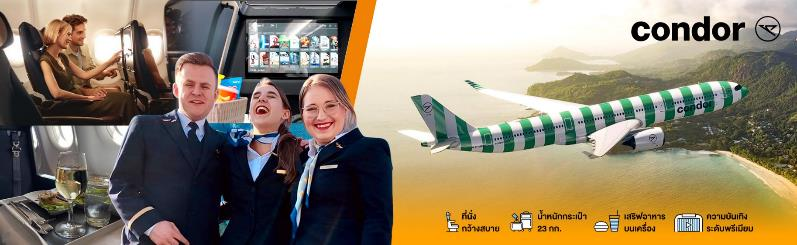 condor
condor
ที่นั่ง
กว้างสบาย
น้ำหนักกระเป๋า
23 กก.
เสริฟอาหาร
บนเครื่อง
ความบันเทิง
ระดับพรีเมียม